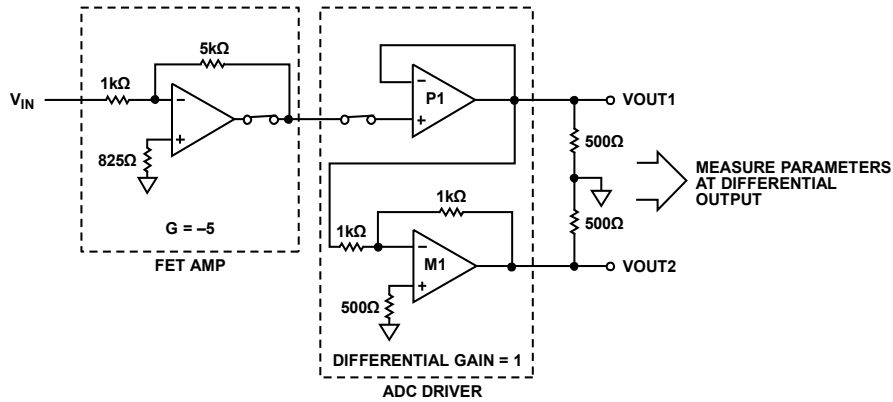 5kΩ
1kΩ
VIN
–
+
825Ω
G = –5
FET AMP
–
P1
+
VOUT1
500Ω
MEASURE PARAMETERS
AT DIFFERENTIAL
OUTPUT
500Ω
1kΩ
1kΩ
–
M1
+
VOUT2
500Ω
DIFFERENTIAL GAIN = 1
ADC DRIVER